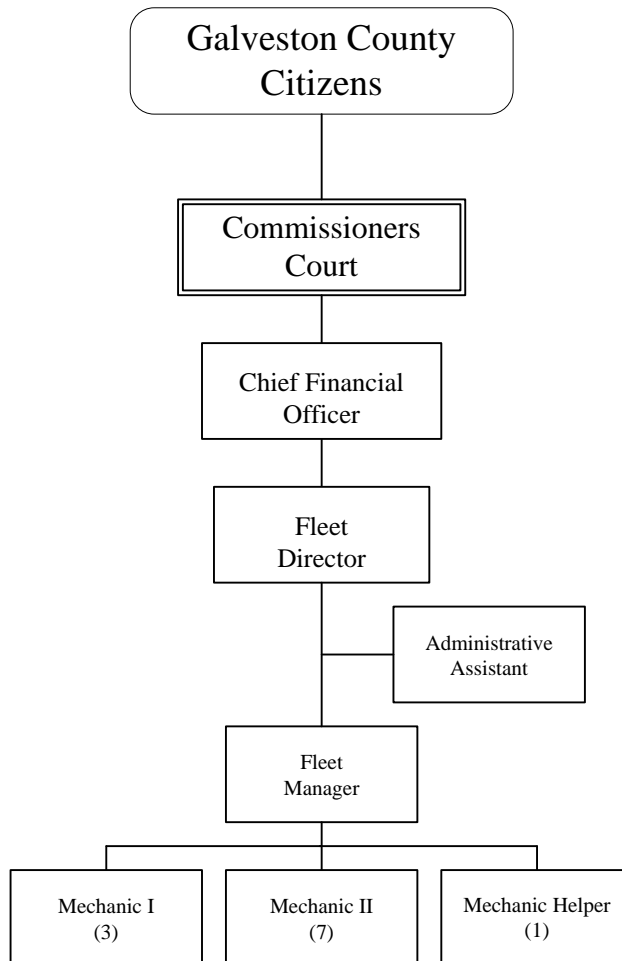 Galveston County
Citizens
Commissioners
Court
Chief Financial
Officer
Fleet
Director
Administrative
Assistant
Fleet
Manager
Mechanic I
(3)
Mechanic II
(7)
Mechanic Helper
(1)